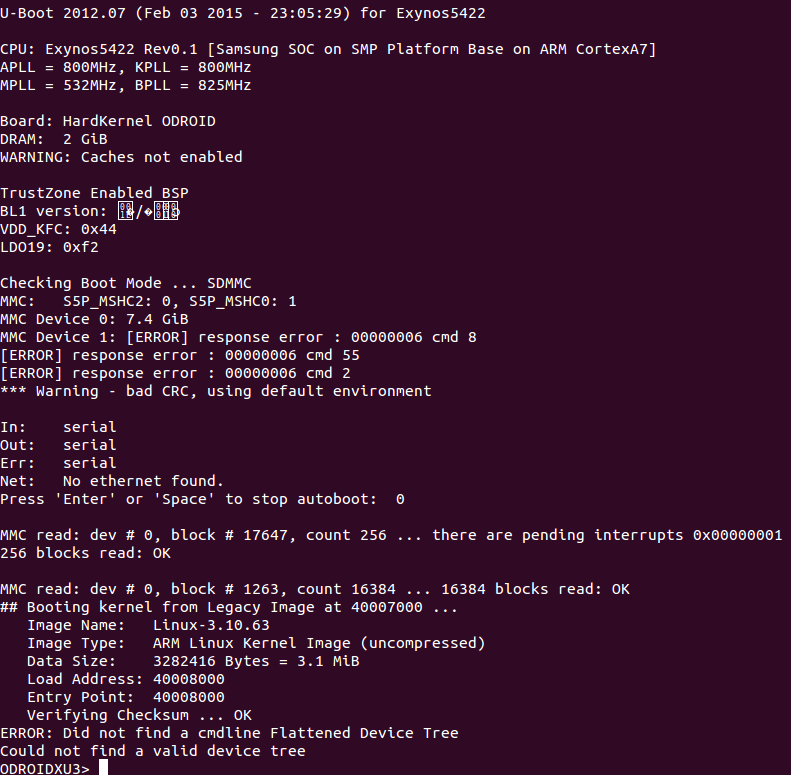 U-Boot 2012.07 (Feb 03 2015 - 23:05:29) for Exynos5422
CPU: Exynos5422 Rev0.1 [Samsung SOC on SMP Platform Base on ARM CortexA7]
APLL = 800MHz, KPLL = 800MHz
MPLL = 532MHz, BPLL = 825MHz
Board: HardKernel ODROID
DRAM:  2 GiB
WARNING: Caches not enabled
TrustZone Enabled BSP
BL1 version:
VDD_KFC: 0x44
LDO19: 0xf2
Checking Boot Mode ... SDMMC
MMC:   S5P_MSHC2: 0, S5P_MSHC0: 1
MMC Device 0: 7.4 GiB
MMC Device 1: [ERROR] response error : 00000006 cmd 8
[ERROR] response error : 00000006 cmd 55
[ERROR] response error : 00000006 cmd 2
*** Warning - bad CRC, using default environment
In:    serial
Out:   serial
Err:   serial
Net:   No ethernet found.
Press 'Enter' or 'Space' to stop autoboot:  0
MMC read: dev # 0, block # 17647, count 256 ... there are pending interrupts 0x00000001
256 blocks read: OK
MMC read: dev # 0, block # 1263, count 16384 ... 16384 blocks read: OK
## Booting kernel from Legacy Image at 40007000 ...
   Image Name:   Linux-3.10.63
   Image Type:   ARM Linux Kernel Image (uncompressed)
   Data Size:    3282416 Bytes = 3.1 MiB
   Load Address: 40008000
   Entry Point:  40008000
   Verifying Checksum ... OK
ERROR: Did not find a cmdline Flattened Device Tree
Could not find a valid device tree
ODROIDXU3>